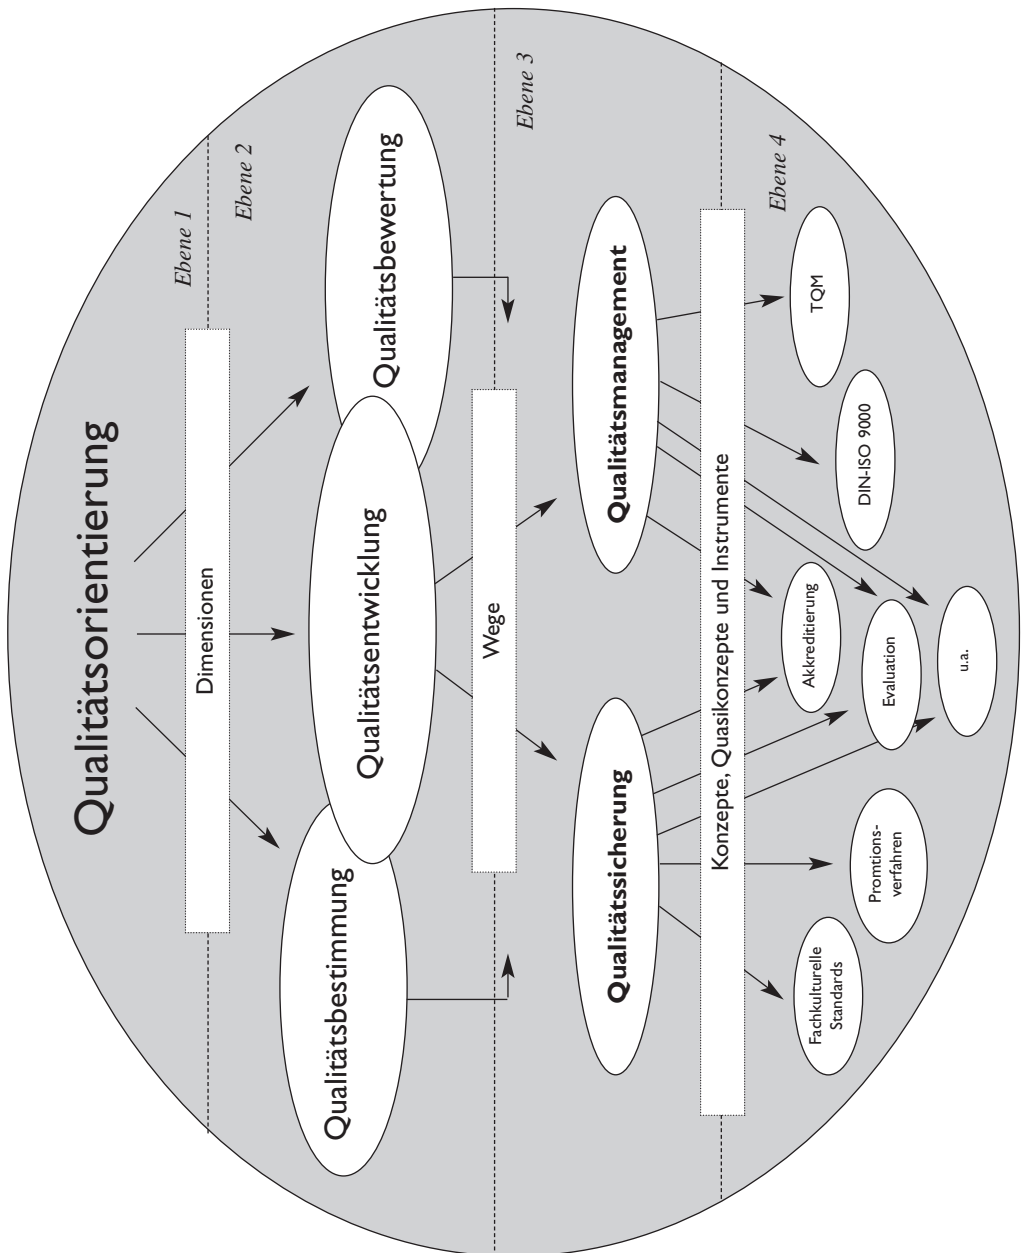 Qualitätsorientierung
Ebene 1
Dimensionen
Ebene 2
Qualitätsbestimmung
Qualitätsentwicklung
Qualitätsbewertung
Wege
Ebene 3
Qualitätssicherung
Qualitätsmanagement
Konzepte, Quasikonzepte und Instrumente
Ebene 4
Fachkulturelle
Standards
Promtions-
verfahren
Akkreditierung
Evaluation
u.a.
DIN-ISO 9000
TQM